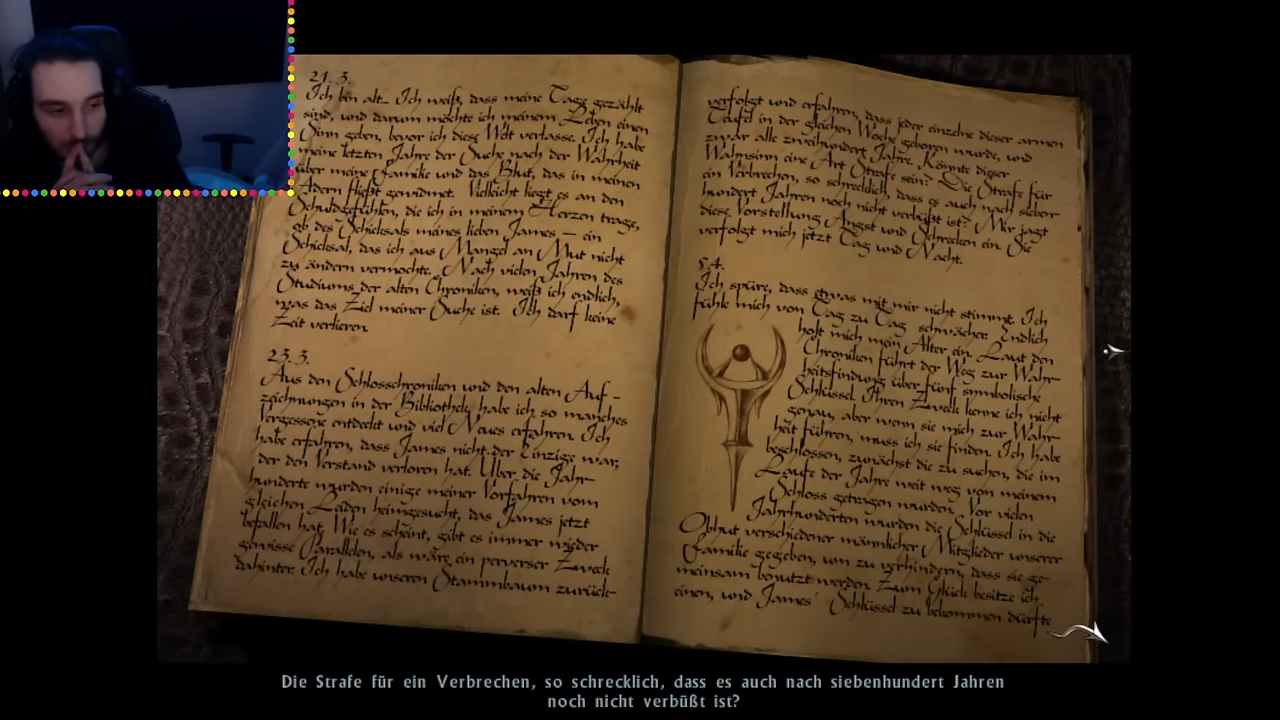 21. 3.
Ich bin alt. Ich weiß, dass meine Tage gezählt
sind, und darum möchte ich meinem Leben einen
Sinn geben, bevor ich diese Welt verlasse. Ich habe
meine letzten Jahre der Suche nach der Wahrheit
über meine Familie und das Blut, das in meinen
Adern fließt gewidmet. Vielleicht liegt es an den
Schuldgefühlen, die ich in meinem Herzen trage,
ob des Schicksals meines lieben James – ein
Schicksal, das ich aus Mangel an Mut nicht
zu ändern vermochte. Nach vielen Jahren des
Studiums der alten Chroniken, weiß ich endlich,
was das Ziel meiner Suche ist. Ich darf keine
Zeit verlieren.
23. 3.
Aus den Schlosschroniken und den alten Auf-
zeichnungen in der Bibliothek habe ich so manches
Vergessene entdeckt und viel Neues erfahren. Ich
habe erfahren, dass James nicht der Einzige war,
der den Verstand verloren hat. Über die Jahr-
hunderte wurden einige meiner Vorfahren vom
gleichen Leiden heimgesucht, das James jetzt
befallen hat. Wie es scheint, gibt es immer wieder
gewisse Parallelen, als wäre ein perverser Zweck
dahinter. Ich habe unseren Stammbaum zurück-
verfolgt und erfahren, dass jeder einzelne dieser armen
Teufel in der gleichen Woche geboren wurde, und
zwar alle zweihundert Jahre. Könnte dieser
Wahnsinn eine Art Strafe sein? Die Strafe für
ein Verbrechen, so schrecklich, dass es auch nach sieben-
hundert Jahren noch nicht verbüßt ist? Mir jagt
diese Vorstellung Angst und Schrecken ein. Sie
verfolgt mich jetzt Tag und Nacht.
5.4.
Ich spüre, dass etwas mit mir nicht stimmt. Ich
fühle mich von Tag zu Tag schwächer. Endlich
holt mich mein Alter ein. Laut den
Chroniken führt der Weg zur Wahr-
heitsfindung über fünf symbolische
Schlüssel. Ihren Zweck kenne ich nicht
genau, aber wenn sie mich zur Wahr-
heit führen, muss ich sie finden. Ich habe
beschlossen, zunächst die zu suchen, die im
Laufe der Jahre weit weg von meinem
Schloss getragen wurden. Vor vielen
Jahrhunderten wurden die Schlüssel in die
Obhut verschiedener männlicher Mitglieder unserer
Familie gegeben, um zu verhindern, dass sie ge-
meinsam benutzt werden. Zum Glück besitze ich
einen, und James' Schlüssel zu bekommen dürfte
Die Strafe für ein Verbrechen, so schrecklich, dass es auch nach siebenhundert Jahren
noch nicht verbüßt ist?